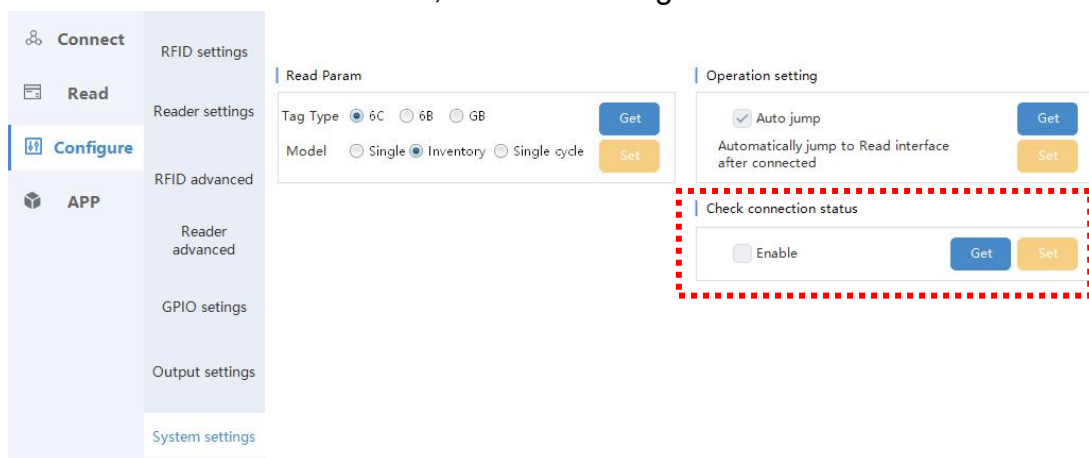 Connect
Read
Configure
APP
RFID settings
Reader settings
RFID advanced
Reader
advanced
GPIO setings
Output settings
System settings
Read Param
Tag Type 6C 6B GB
Get
Model Single Inventory Single cycle
Set
Operation setting
Auto jump
Get
Automatically jump to Read interface
after connected
Set
Check connection status
Enable
Get
Set